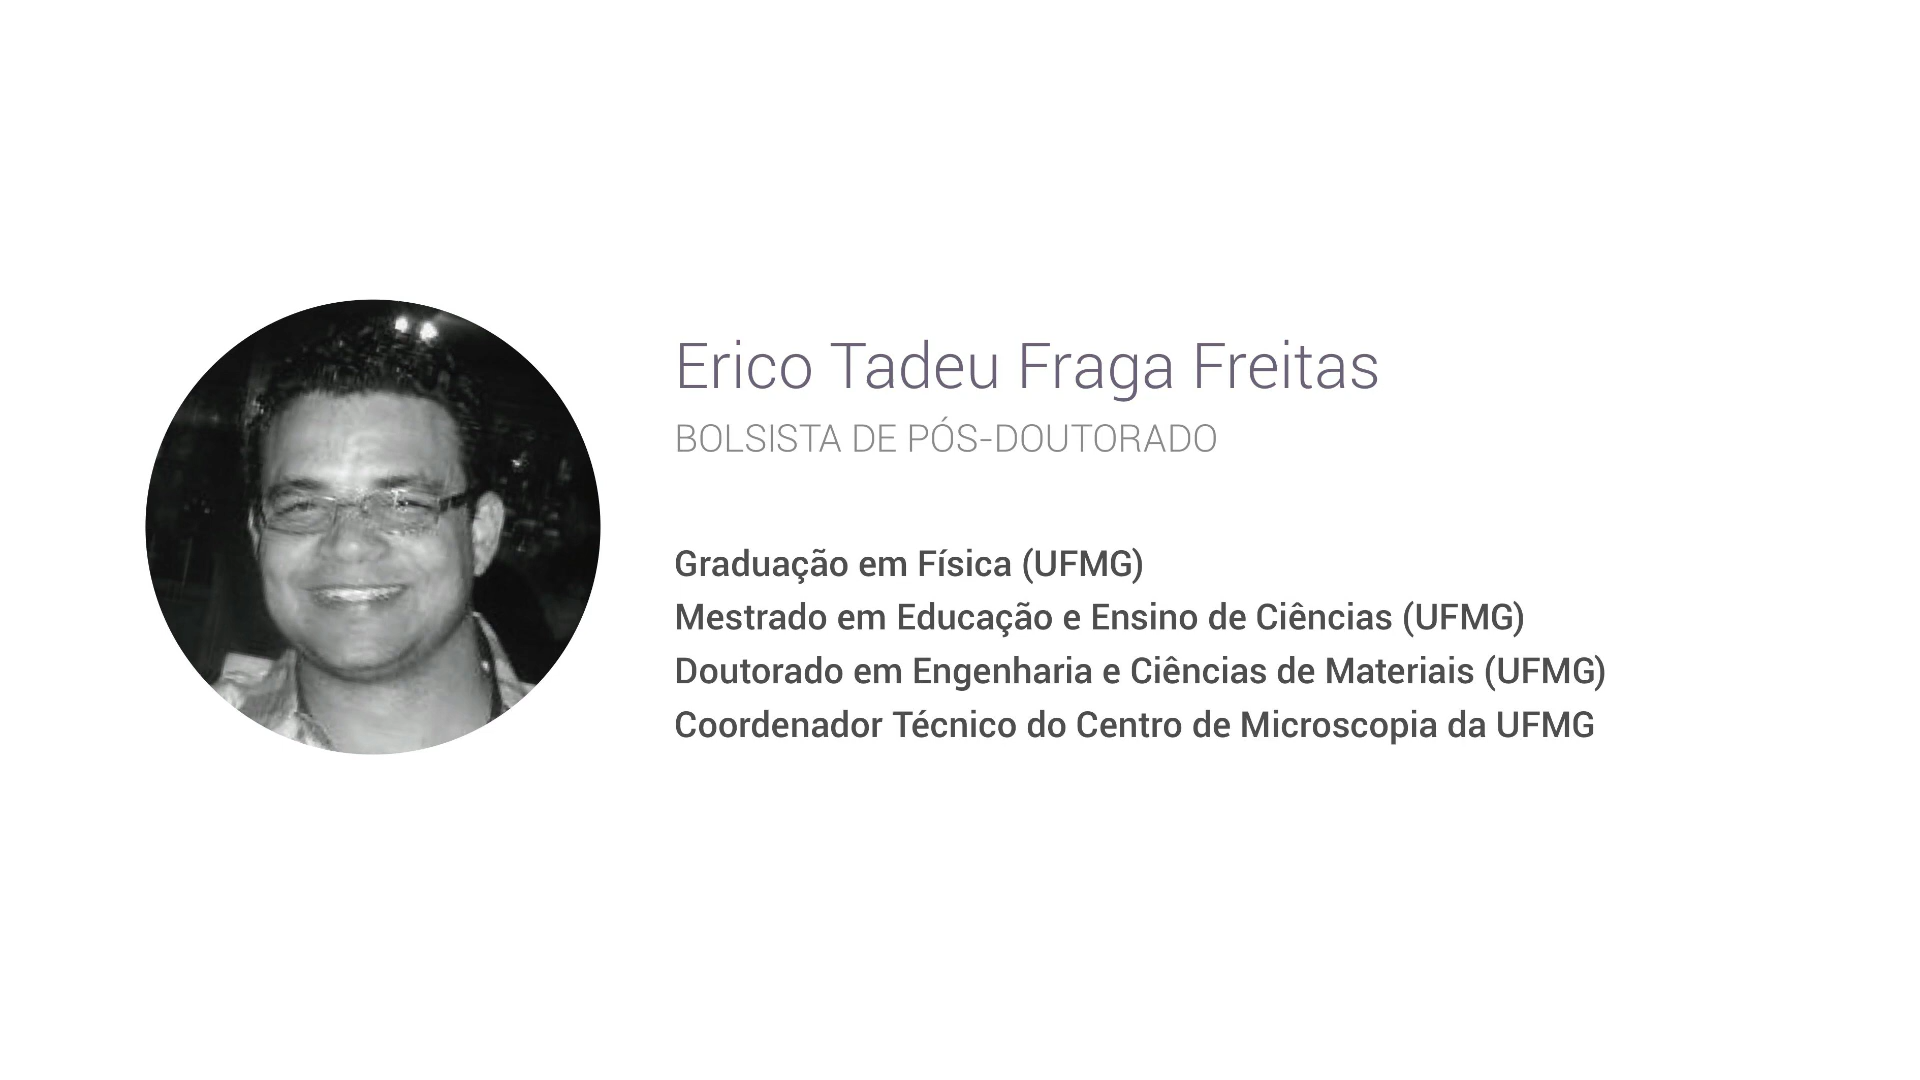 Erico Tadeu Fraga Freitas
BOLSISTA DE PÓS-DOUTORADO
Graduação em Física (UFMG)
Mestrado em Educação e Ensino de Ciências (UFMG)
Doutorado em Engenharia e Ciências de Materiais (UFMG)
Coordenador Técnico do Centro de Microscopia da UFMG